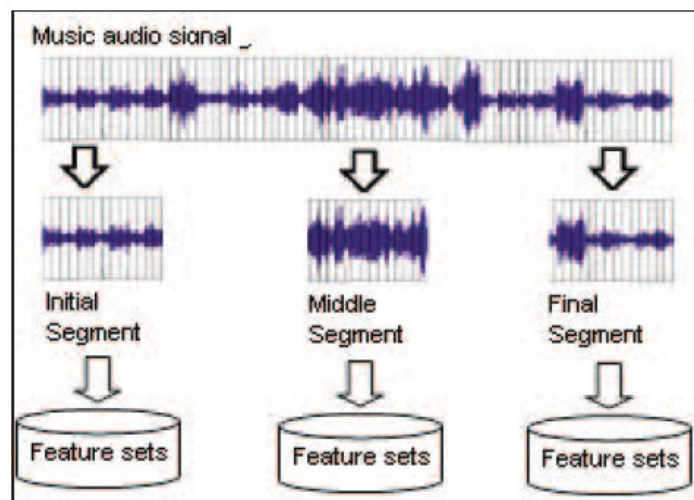 Music audio signal
Initial
Segment
Middle
Segment
Final
Segment
Feature sets
Feature sets
Feature sets